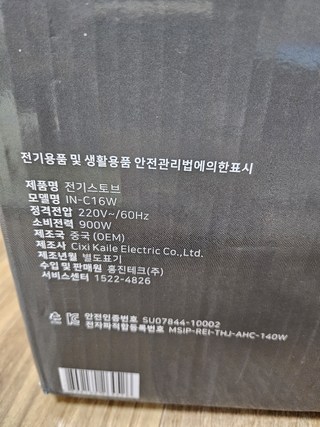 전기용품 및 생활용품 안전관리법에의한표시
제품명 전기스토브
모델명 IN-C16W
정격전압 220V~/60Hz
소비전력 900W
제조국 중국 (OEM)
제조사 Cixi Kaile Electric Co.,Ltd.
제조년월 별도표기
수입 및 판매원 홍진테크(주)
서비스센터 1522-4826
안전인증번호 SU07844-10002
전자파적합등록번호 MSIP-REI-THJ-AHC-140W